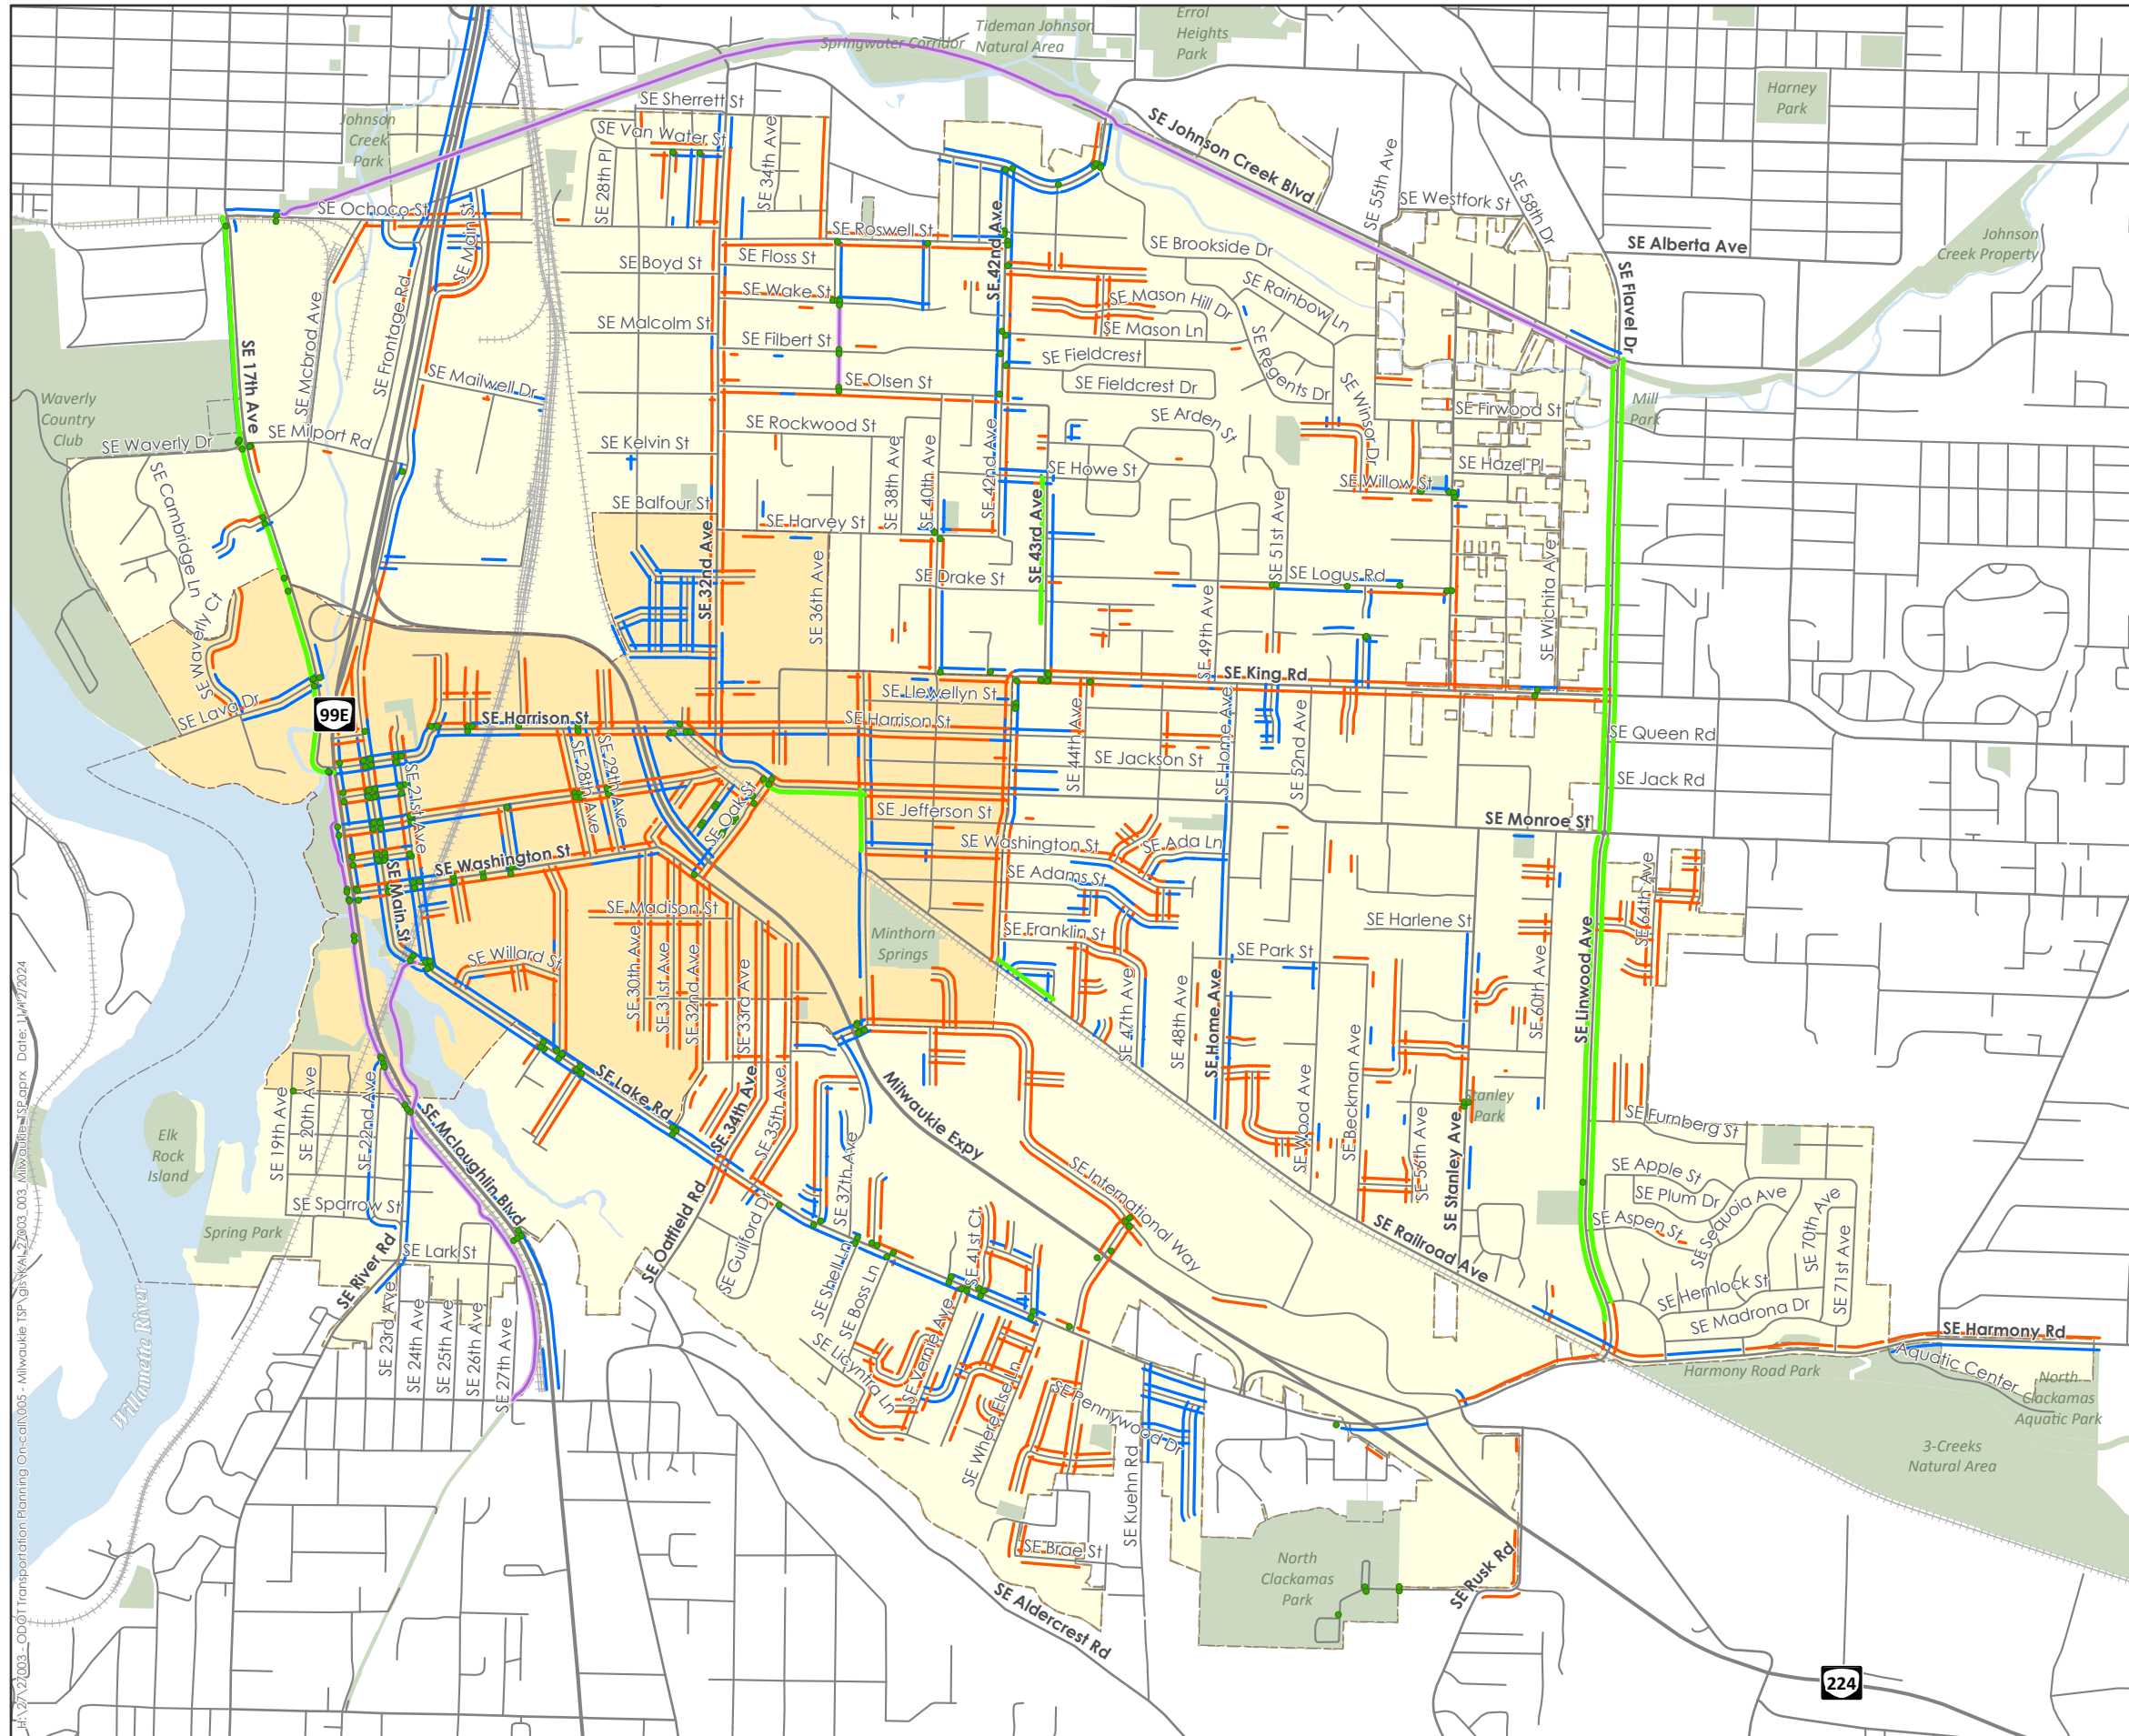 Errol
Heights
Park
Tideman Johnson
Natural Area
Springwater Corridor
Harney
Park
SE Sherrett St
SE Van Water St
Johnson
Creek
Park
SE Johnson Creek Blvd
SE 34th Ave
SE 28th Pl
SE 55th Ave
SE Westfork St
SE 58th Dr
SE Ochoco St
SE Main St
SE Roswell St
SE 42nd Ave
SE Brookside Dr
SE Alberta Ave
Johnson
Creek Property
SE Floss St
SE Boyd St
SE Flavel Dr
SE Frontage Rd
SE Wake St
SE Mason Hill Dr
SE Rainbow Ln
SE Mcbrod Ave
SE Malcolm St
SE Mason Ln
SE Filbert St
SE Fieldcrest
SE Regents Dr
SE 17th Ave
SE Mailwell Dr
SE Olsen St
SE Fieldcrest Dr
SE Winsor Dr
Waverly
Country
Club
Mill
Park
SE Firwood St
SE Arden St
SE Rockwood St
SE Milport Rd
SE Waverly Dr
SE Kelvin St
SE 38th Ave
SE 40th Ave
SE 42nd Ave
SE Howe St
SE Hazel Pl
SE Willow St
SE Cambridge Ln
SE Balfour St
SE 43rd Ave
SE 51st Ave
SE Harvey St
SE 32nd Ave
SE 36th Ave
SE Drake St
SE Logus Rd
SE Wichita Ave
SE 49th Ave
SE Waverly Ct
SE King Rd
SE Llewellyn St
SE Lava Dr
99E
SE Harrison St
SE Harrison St
SE 44th Ave
SE Home Ave
SE 52nd Ave
SE Queen Rd
SE 28th Ave
SE 29th Ave
SE Jackson St
SE Jack Rd
SE 21st Ave
SE Oak St
SE Jefferson St
SE Monroe St
SE Washington St
SE Washington St
SE Ada Ln
SE Main St
SE Adams St
SE 64th Ave
SE Madison St
SE Harlene St
SE Franklin St
Minthorn
Springs
SE Park St
SE Willard St
SE 30th Ave
SE 31st Ave
SE 32nd Ave
SE 33rd Ave
SE 47th Ave
SE 48th Ave
SE Home Ave
SE 60th Ave
SE Linwood Ave
SE Lake Rd
SE 34th Ave
SE 35th Ave
Milwaukie Expy
SE Wood Ave
SE Beckman Ave
Stanley
Park
SE Furnberg St
SE 19th Ave
SE 20th Ave
SE 22nd Ave
SE Mcloughlin Blvd
Elk
Rock
Island
SE 37th Ave
SE International Way
SE 56th Ave
SE Stanley Ave
SE Apple St
SE Plum Dr
SE Sequoia Ave
SE 70th Ave
SE Aspen St
SE 71st Ave
SE Sparrow St
Spring Park
SE Lark St
SE River Rd
SE Oatfield Rd
SE Guilford Dr
SE Shell Ln
SE Boss Ln
SE 41st Ct
SE Railroad Ave
SE Hemlock St
SE Madrona Dr
SE Harmony Rd
Aquatic Center
Harmony Road Park
North
Clackamas
Aquatic Park
SE 23rd Ave
SE 24th Ave
SE 25th Ave
SE 26th Ave
SE 27th Ave
Willamette River
SE Licyntra Ln
SE Vernie Ave
SE Where Else Ln
SE Pennywood Dr
SE Kuehn Rd
3-Creeks
Natural Area
SE Brae St
SE Aldercrest Rd
North
Clackamas
Park
SE Rusk Rd
224
H:\27\27003 - ODOT Transportation Planning On-call\005 - Milwaukie TSP\gis\KAI_27003_003_Milwaukie_TSP.aprx Date: 11/12/2024